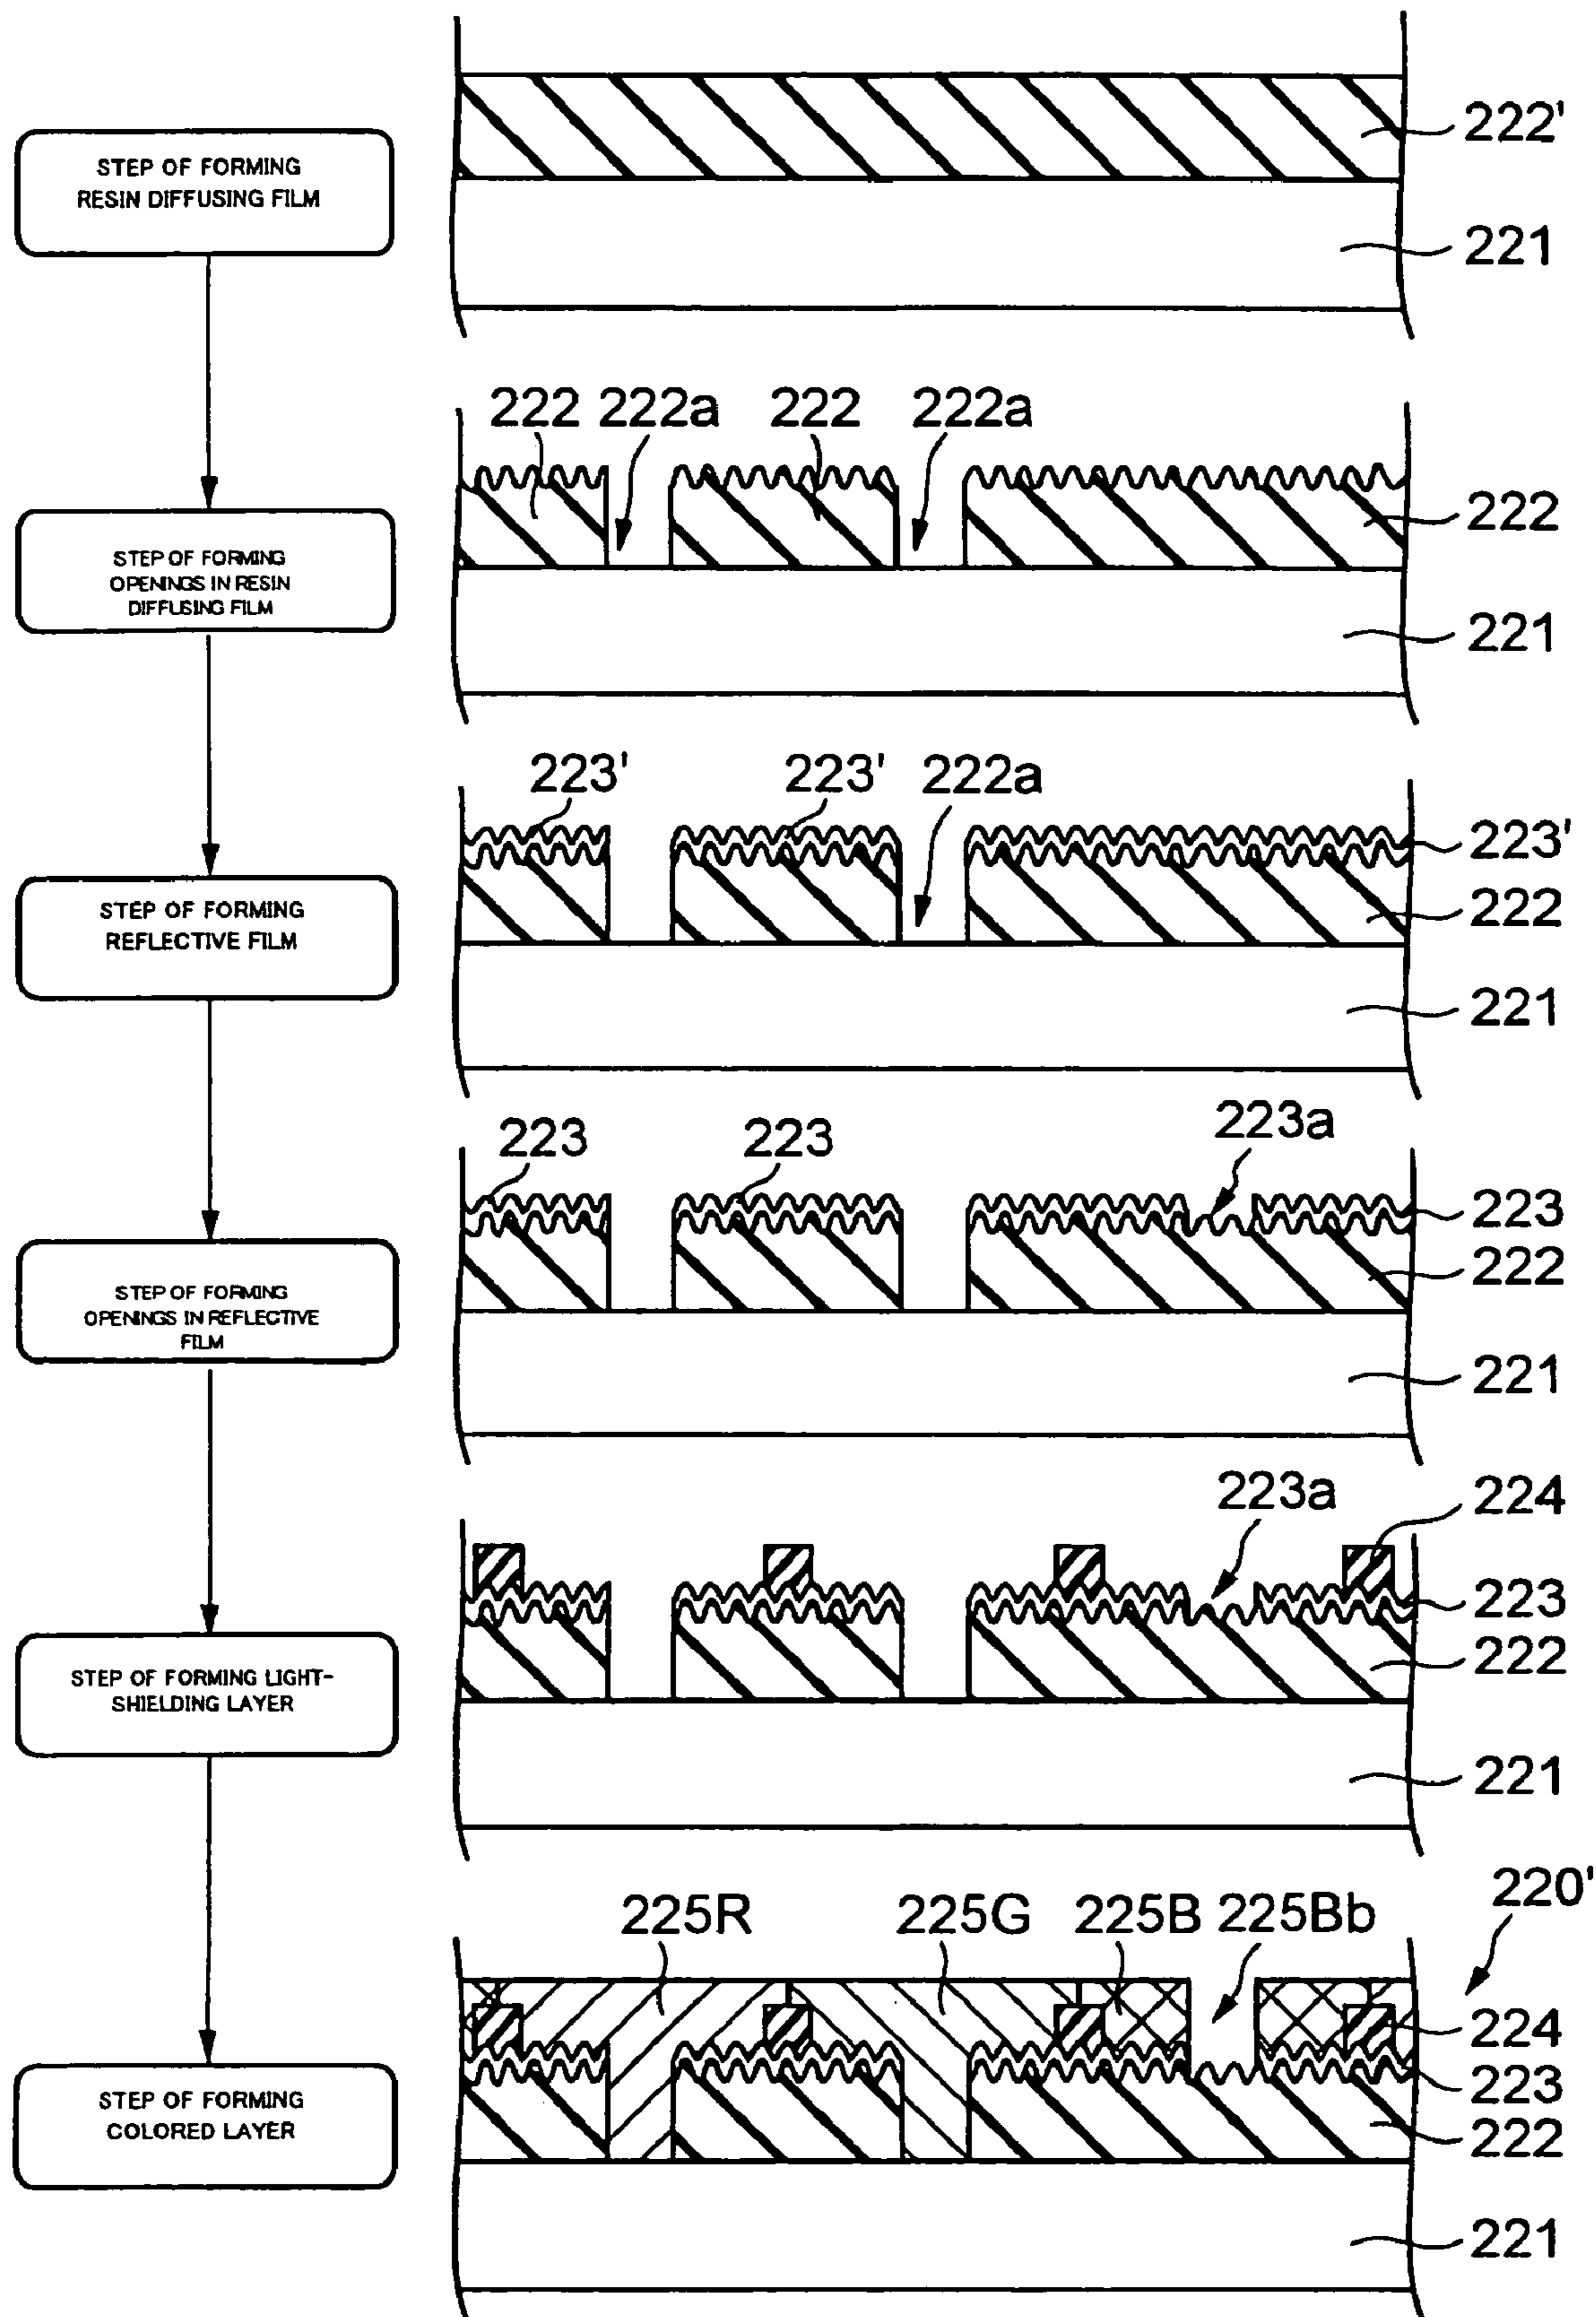 222'
STEP OF FORMING
RESIN DIFFUSING FILM
221
222 222a 222 222a
222
STEP OF FORMING
OPENINGS IN RESIN
DIFFUSING FILM
221
223' 223' 222a
223'
222
STEP OF FORMING
REFLECTIVE FILM
221
223 223 223a
223
222
STEP OF FORMING
OPENINGS IN REFLECTIVE
FILM
221
223a 224
223
222
STEP OF FORMING LIGHT-
SHIELDING LAYER
221
220'
225R 225G 225B 225Bb
224
223
222
STEP OF FORMING
COLORED LAYER
221